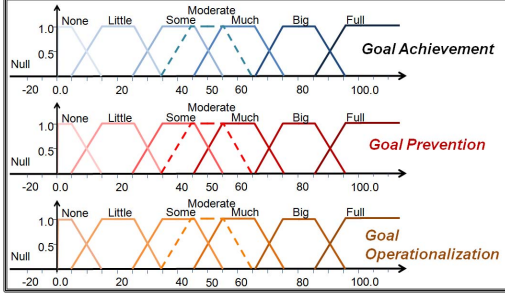 Moderate
None Little Some Much Big Full
1.0
0.5
Null
Goal Achievement
-20 0.0 20 40 50 60 80 100.0
Moderate
None Little Some Much Big Full
1.0
0.5
Null
Goal Prevention
-20 0.0 20 40 50 60 80 100.0
Moderate
None Little Some Much Big Full
1.0
0.5
Null
Goal
Operationalization
-20 0.0 20 40 50 60 80 100.0